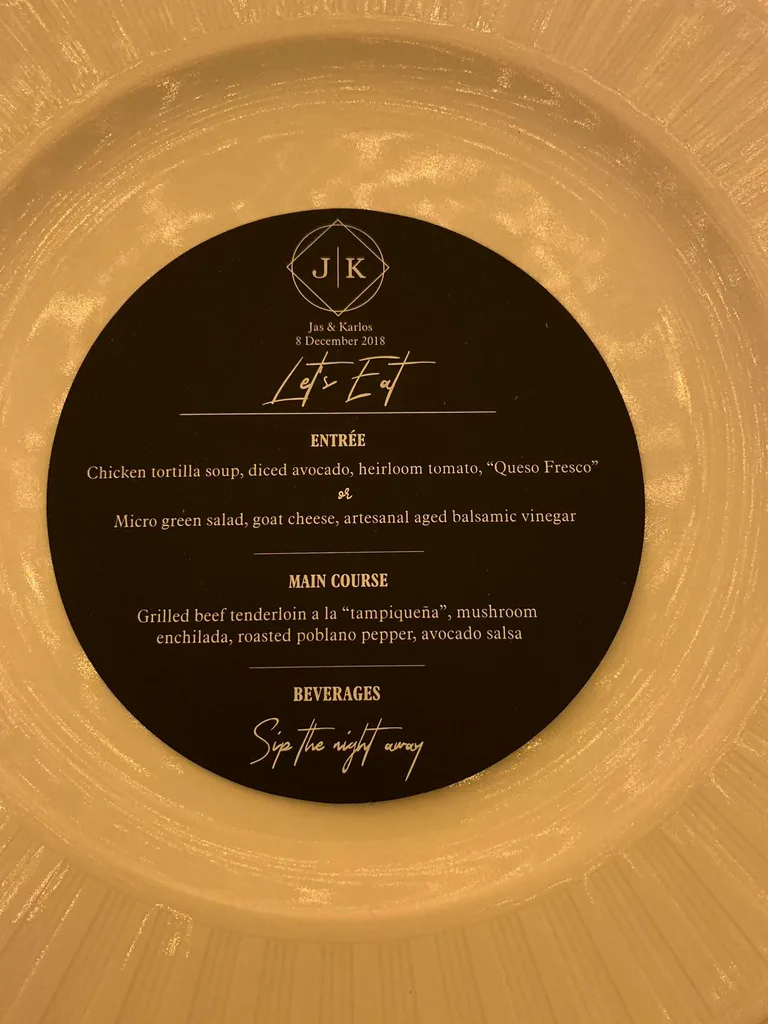 J | K
Jas & Karlos
8 December 2018
Let's Eat
ENTRÉE
Chicken tortilla soup, diced avocado, heirloom tomato, “Queso Fresco”
or
Micro green salad, goat cheese, artesanal aged balsamic vinegar
MAIN COURSE
Grilled beef tenderloin a la “tampiqueña”, mushroom
enchilada, roasted poblano pepper, avocado salsa
BEVERAGES
Sip the night away